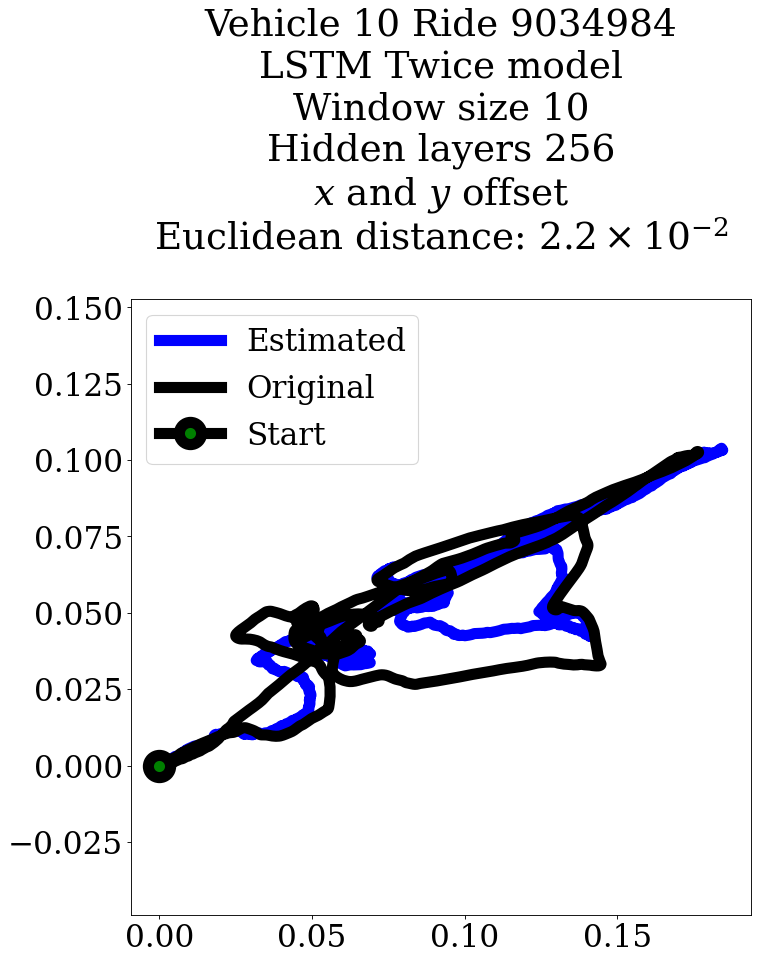 Vehicle 10 Ride 9034984
LSTM Twice model
Window size 10
Hidden layers 256
x and y offset
Euclidean distance: 2.2 × 10⁻²
0.150
0.125
0.100
0.075
0.050
0.025
0.000
−0.025
Estimated
Original
Start
0.00 0.05 0.10 0.15